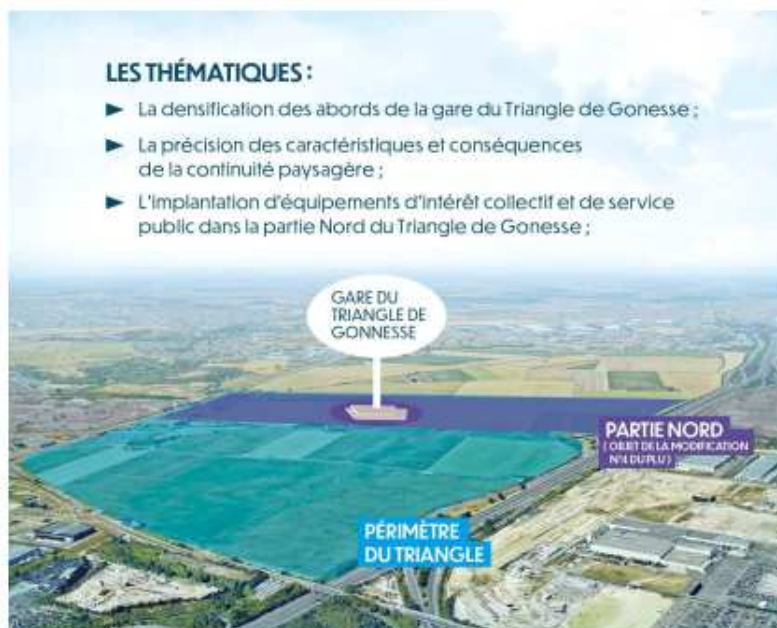 LES THÉMATIQUES :
► La densification des abords de la gare du Triangle de Gonesse ;
► La précision des caractéristiques et conséquences
de la continuité paysagère ;
► L'implantation d'équipements d'intérêt collectif et de service
public dans la partie Nord du Triangle de Gonesse ;
GARE DU
TRIANGLE DE
GONNESSE
PARTIE NORD
( OBJET DE LA MODIFICATION
N°4 DU PLU )
PÉRIMÈTRE
DU TRIANGLE